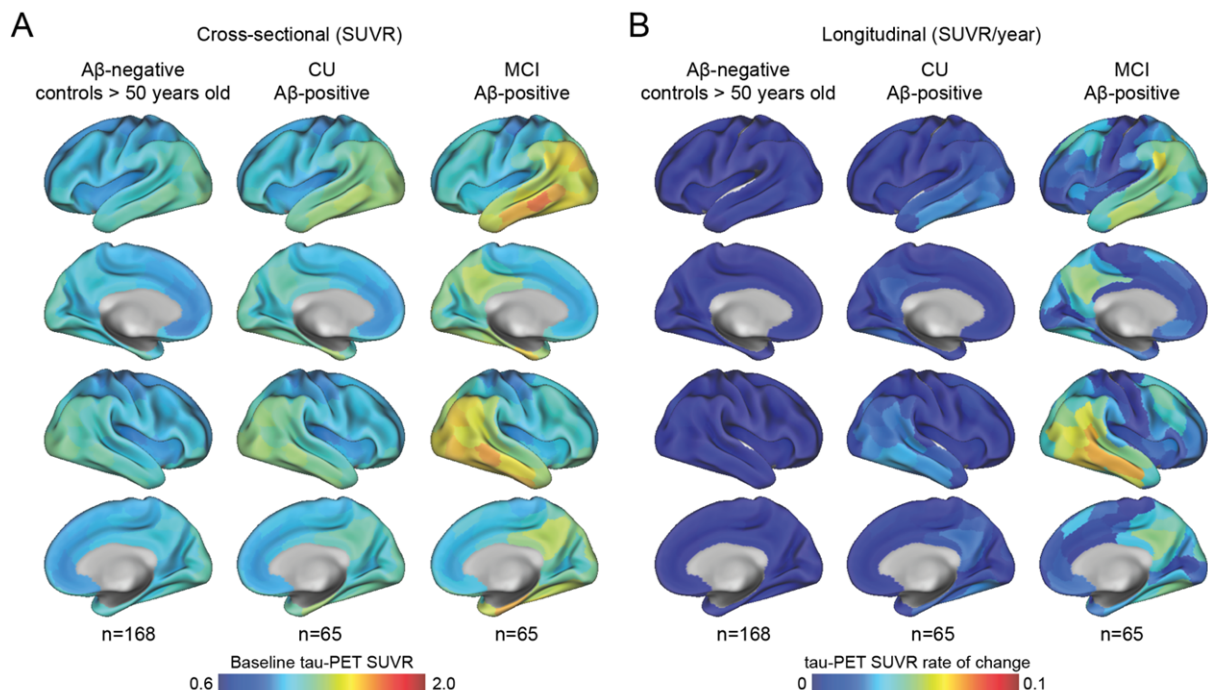 A
Cross-sectional (SUVR)
Aβ-negative
controls > 50 years old
CU
Aβ-positive
MCI
Aβ-positive
n=168
n=65
n=65
Baseline tau-PET SUVR
0.6
2.0
B
Longitudinal (SUVR/year)
Aβ-negative
controls > 50 years old
CU
Aβ-positive
MCI
Aβ-positive
n=168
n=65
n=65
tau-PET SUVR rate of change
0
0.1